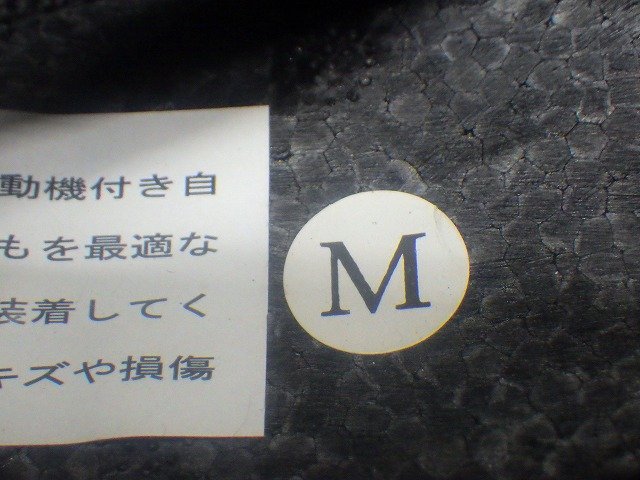 動機付き自
もを最適な
装着してく
キズや損傷
M